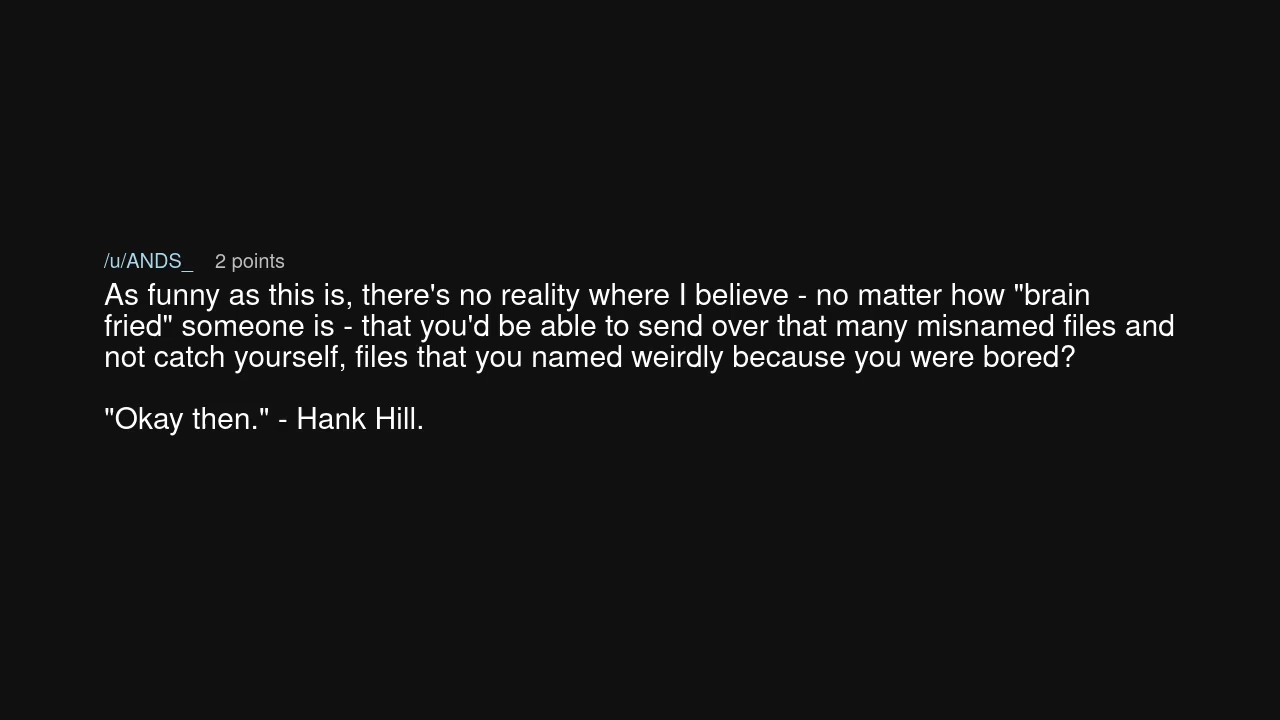 /u/ANDS_ 2 points
As funny as this is, there's no reality where I believe - no matter how "brain
fried" someone is - that you'd be able to send over that many misnamed files and
not catch yourself, files that you named weirdly because you were bored?
"Okay then." - Hank Hill.